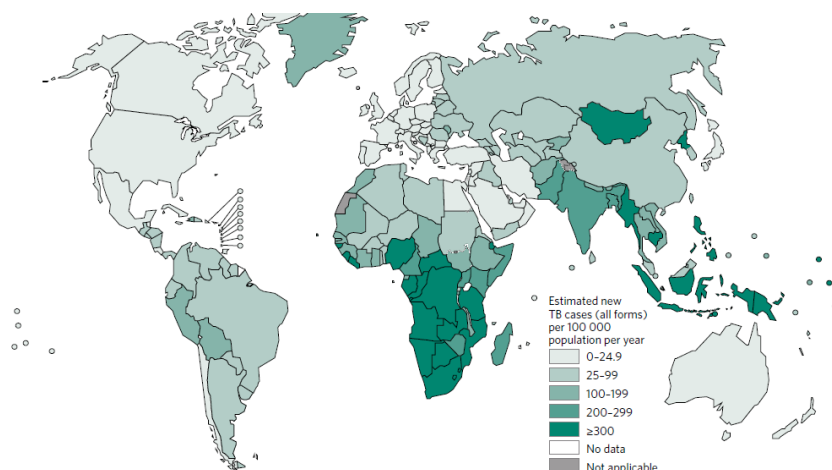 Estimated new
TB cases (all forms)
per 100 000
population per year
0–24.9
25–99
100–199
200–299
≥300
No data
Not applicable